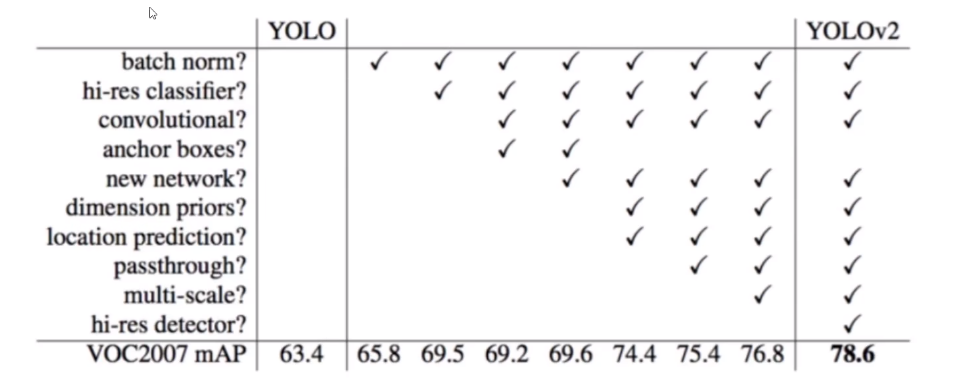 YOLO YOLOv2
batch norm? ✓ ✓ ✓ ✓ ✓ ✓ ✓ ✓
hi-res classifier? ✓ ✓ ✓ ✓ ✓ ✓ ✓
convolutional? ✓ ✓ ✓ ✓ ✓ ✓
anchor boxes? ✓ ✓
new network? ✓ ✓ ✓ ✓ ✓
dimension priors? ✓ ✓ ✓ ✓
location prediction? ✓ ✓ ✓ ✓
passthrough? ✓ ✓ ✓
multi-scale? ✓ ✓
hi-res detector? ✓
VOC2007 mAP 63.4 65.8 69.5 69.2 69.6 74.4 75.4 76.8 78.6